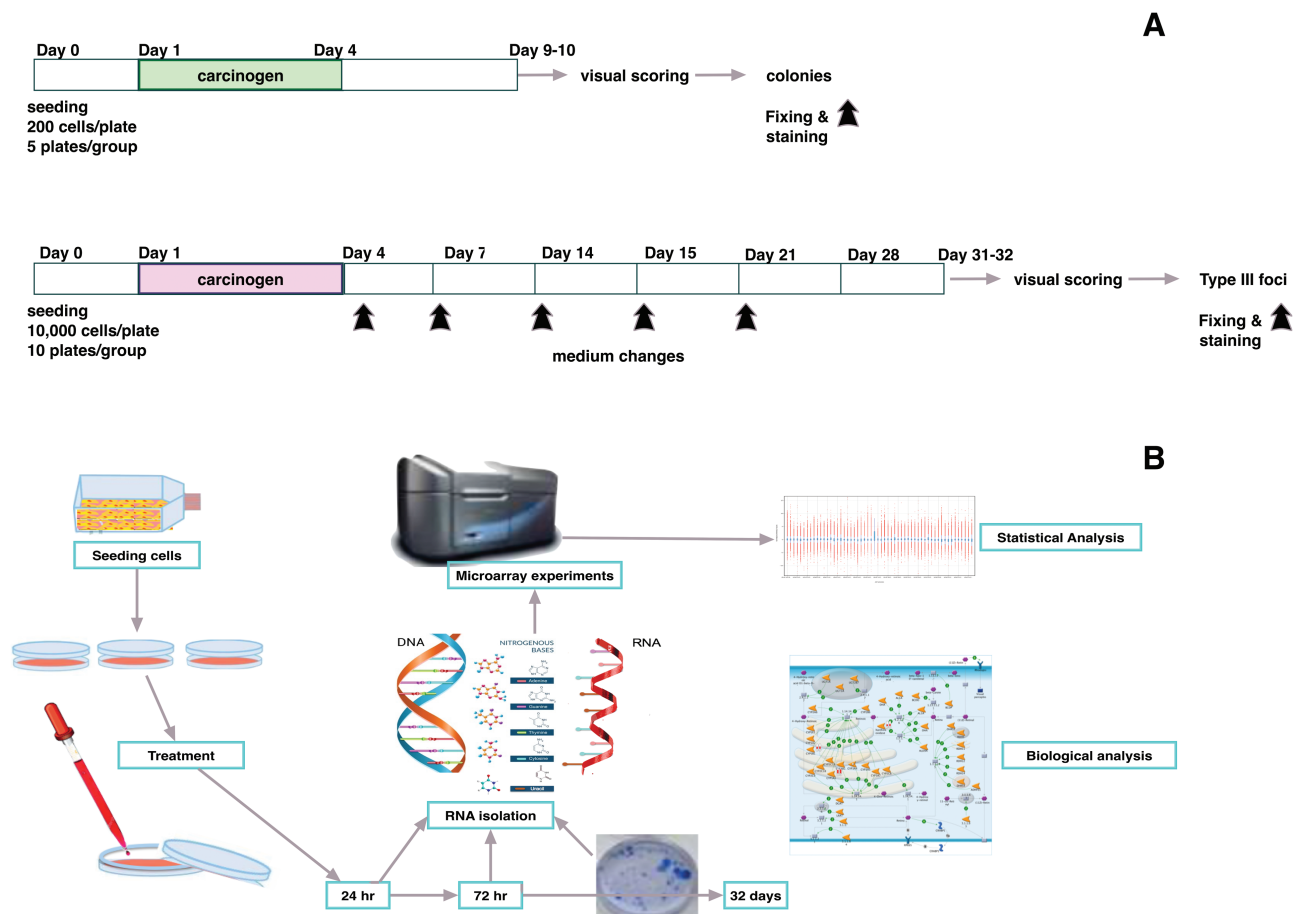 A
Day 0
Day 1
Day 4
Day 9-10
carcinogen
visual scoring
colonies
seeding
200 cells/plate
5 plates/group
Fixing &
staining
Day 0
Day 1
Day 4
Day 7
Day 14
Day 15
Day 21
Day 28
Day 31-32
carcinogen
visual scoring
Type III foci
seeding
10,000 cells/plate
10 plates/group
medium changes
Fixing &
staining
B
Seeding cells
Microarray experiments
Statistical Analysis
DNA
NITROGENOUS
BASES
RNA
Adenine
Guanine
Thymine
Cytosine
Uracil
Treatment
Biological analysis
RNA isolation
24 hr
72 hr
32 days